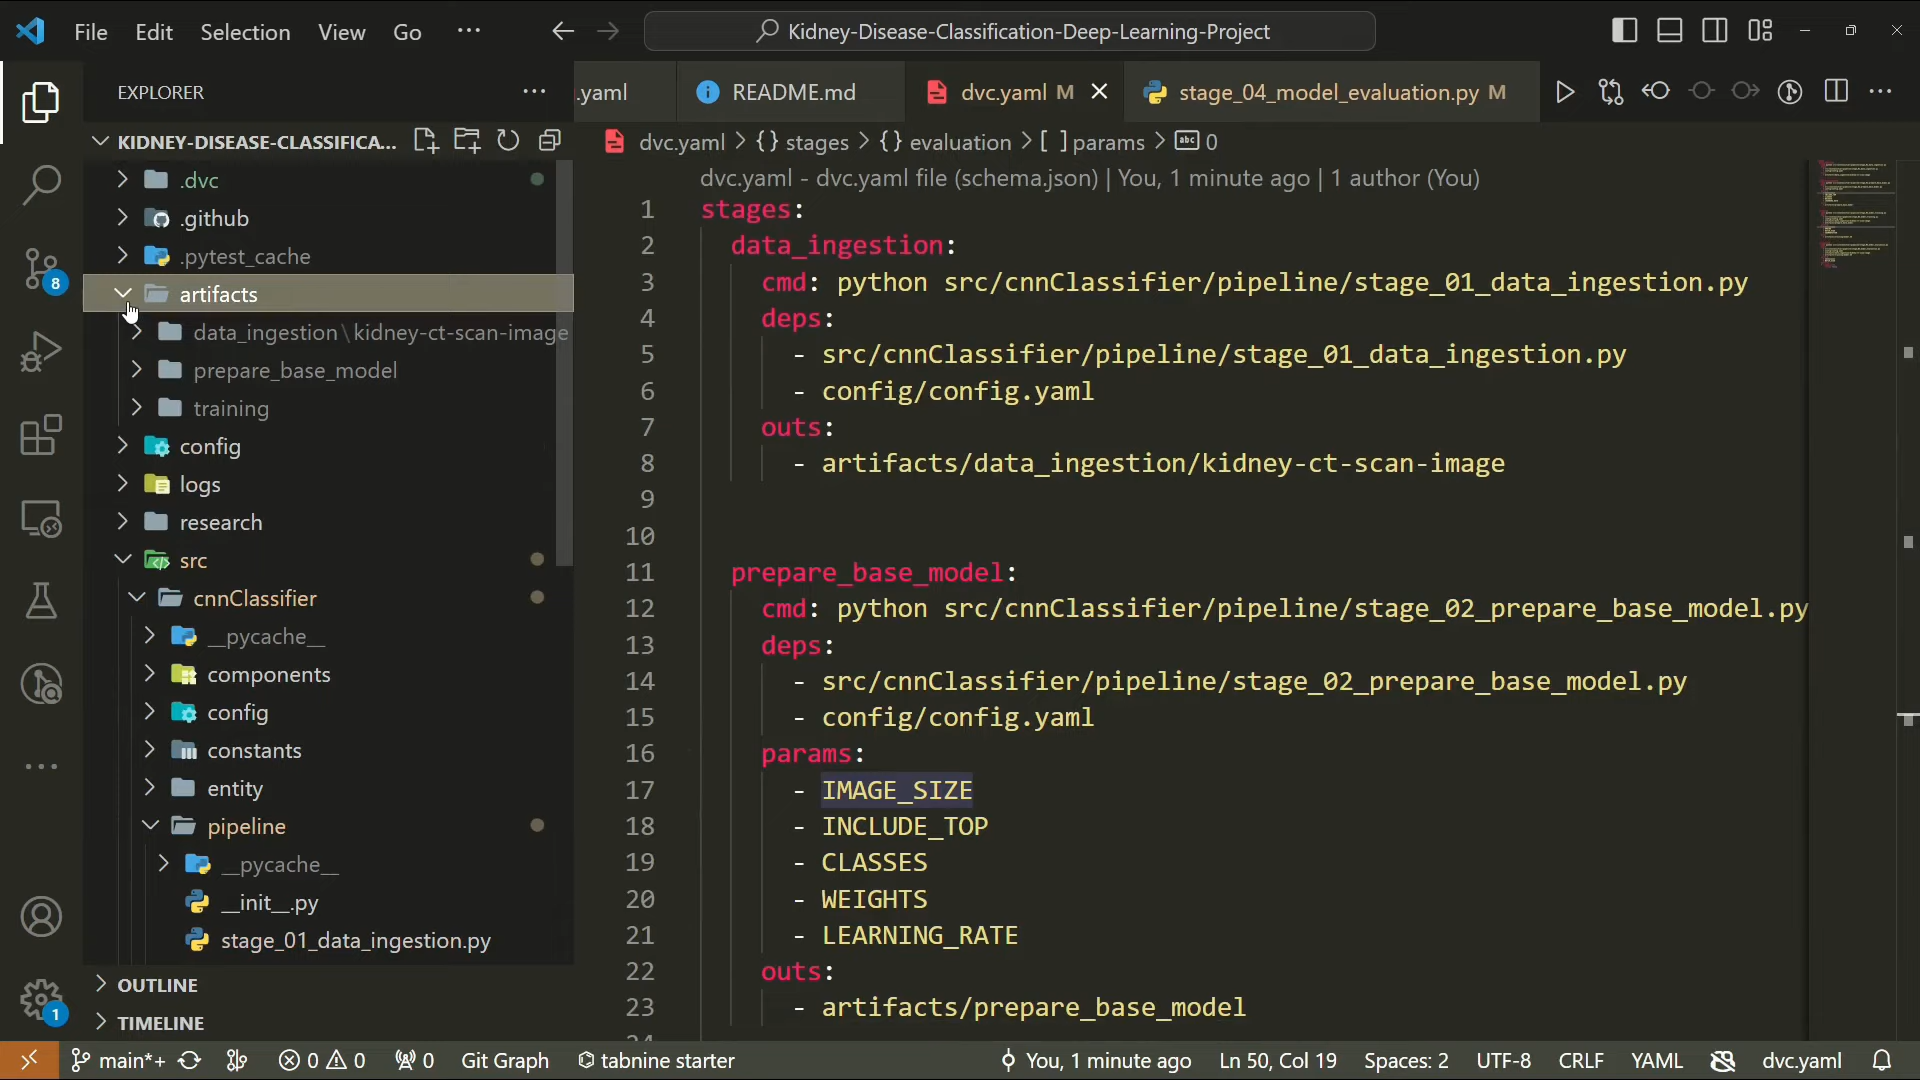 File Edit Selection View Go ···
Kidney-Disease-Classification-Deep-Learning-Project
EXPLORER
.yaml README.md dvc.yaml M stage_04_model_evaluation.py M
KIDNEY-DISEASE-CLASSIFICA...
dvc.yaml > {} stages > {} evaluation > [ ] params > abc 0
.dvc
.github
.pytest_cache
artifacts
data_ingestion\kidney-ct-scan-image
prepare_base_model
training
config
logs
research
src
cnnClassifier
__pycache__
components
config
constants
entity
pipeline
__pycache__
__init__.py
stage_01_data_ingestion.py
OUTLINE
TIMELINE
8
1
dvc.yaml - dvc.yaml file (schema.json) | You, 1 minute ago | 1 author (You)
1 stages:
2 data_ingestion:
3 cmd: python src/cnnClassifier/pipeline/stage_01_data_ingestion.py
4 deps:
5 - src/cnnClassifier/pipeline/stage_01_data_ingestion.py
6 - config/config.yaml
7 outs:
8 - artifacts/data_ingestion/kidney-ct-scan-image
9
10
11 prepare_base_model:
12 cmd: python src/cnnClassifier/pipeline/stage_02_prepare_base_model.py
13 deps:
14 - src/cnnClassifier/pipeline/stage_02_prepare_base_model.py
15 - config/config.yaml
16 params:
17 - IMAGE_SIZE
18 - INCLUDE_TOP
19 - CLASSES
20 - WEIGHTS
21 - LEARNING_RATE
22 outs:
23 - artifacts/prepare_base_model
24
main*+ 0 0 0 Git Graph tabnine starter You, 1 minute ago Ln 50, Col 19 Spaces: 2 UTF-8 CRLF YAML dvc.yaml